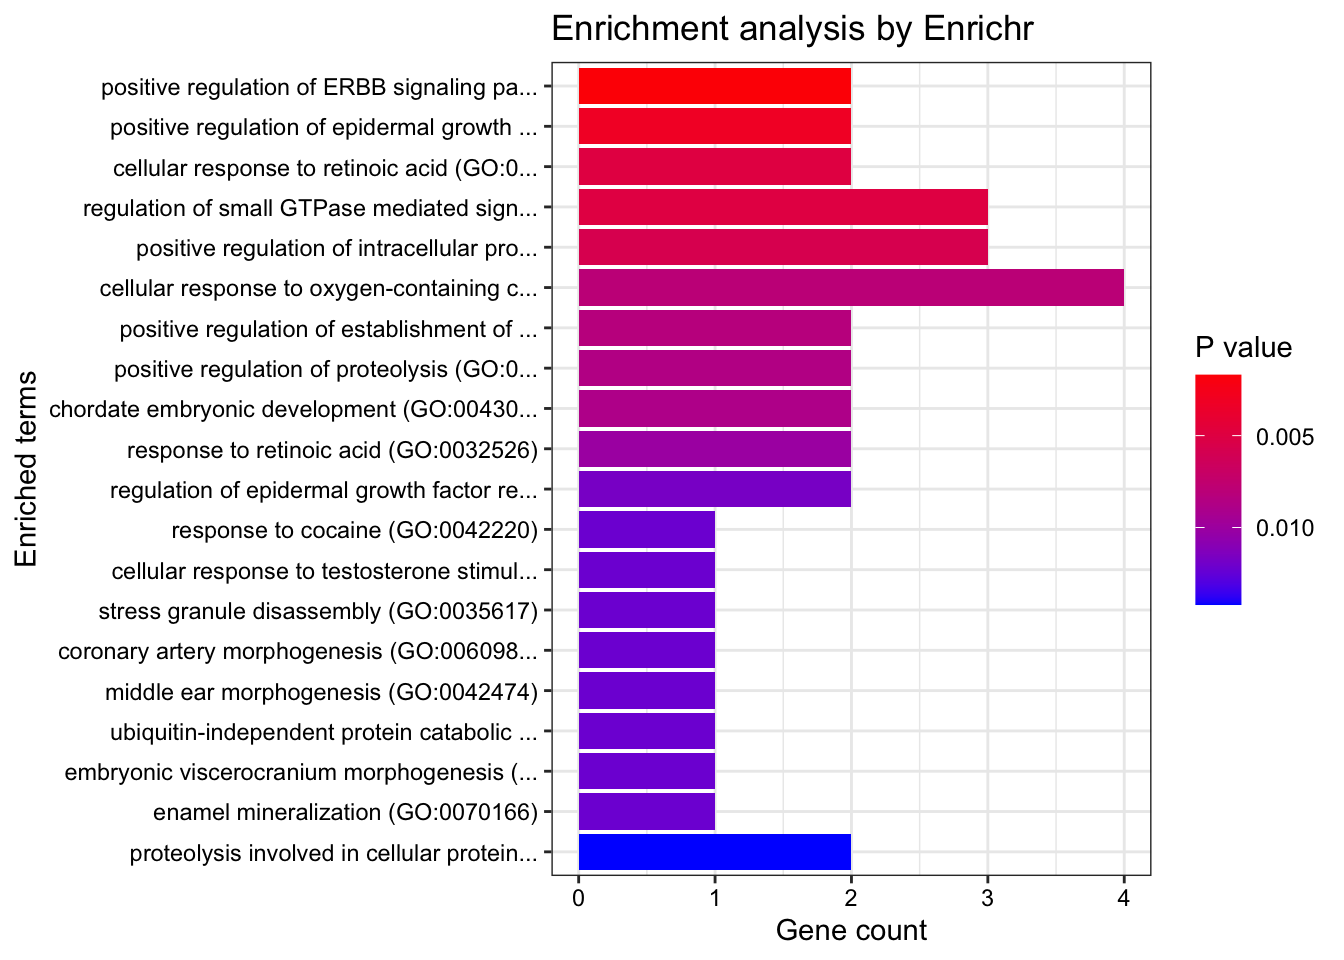 Enrichment analysis by Enrichr
positive regulation of ERBB signaling pa...
positive regulation of epidermal growth ...
cellular response to retinoic acid (GO:0...
regulation of small GTPase mediated sign...
positive regulation of intracellular pro...
cellular response to oxygen-containing c...
positive regulation of establishment of ...
positive regulation of proteolysis (GO:0...
chordate embryonic development (GO:00430...
response to retinoic acid (GO:0032526)
regulation of epidermal growth factor re...
response to cocaine (GO:0042220)
cellular response to testosterone stimul...
stress granule disassembly (GO:0035617)
coronary artery morphogenesis (GO:006098...
middle ear morphogenesis (GO:0042474)
ubiquitin-independent protein catabolic ...
embryonic viscerocranium morphogenesis (...
enamel mineralization (GO:0070166)
proteolysis involved in cellular protein...
Enriched terms
0 1 2 3 4
Gene count
P value
0.005
0.010